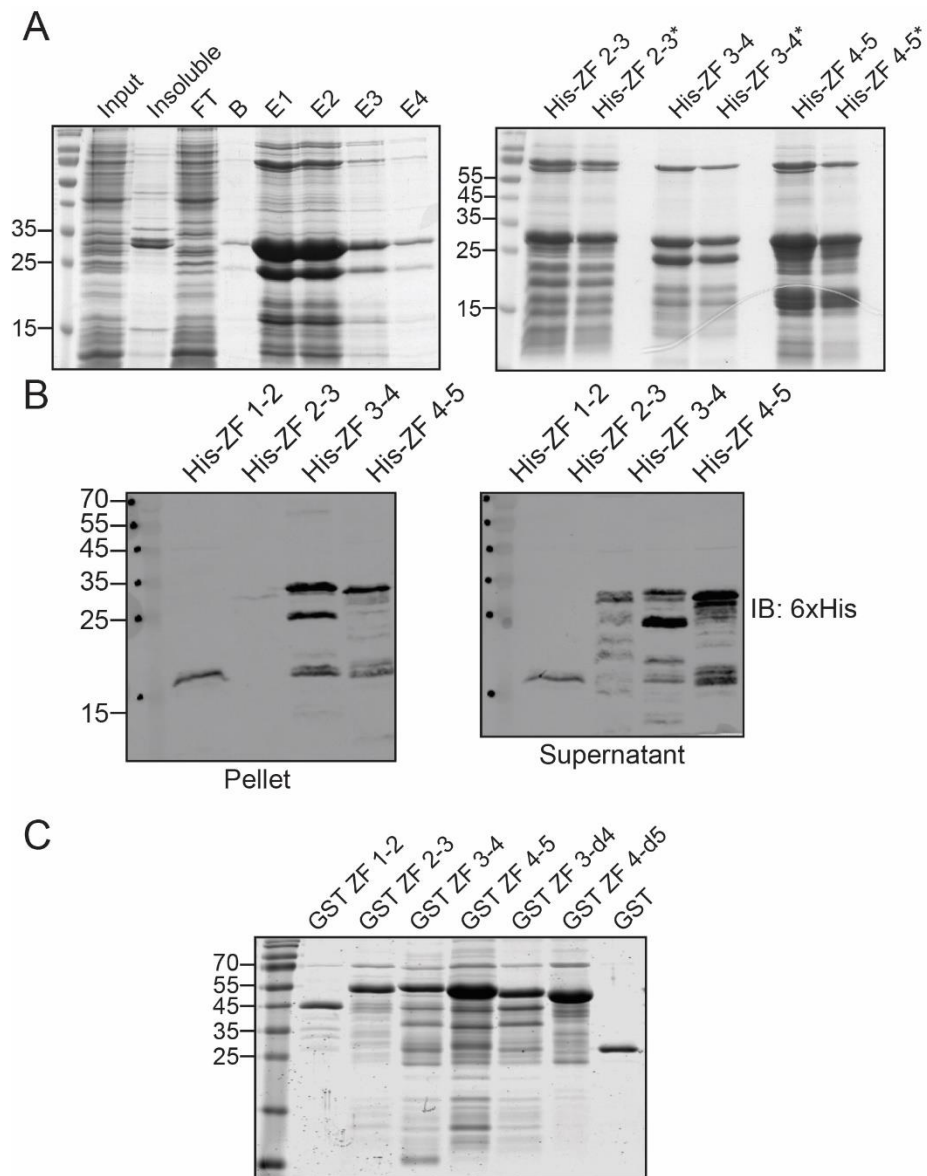 A
Input Insoluble FT B E1 E2 E3 E4
35
25
15
His-ZF 2-3 His-ZF 2-3* His-ZF 3-4 His-ZF 3-4* His-ZF 4-5 His-ZF 4-5*
55
45
35
25
15
B
His-ZF 1-2 His-ZF 2-3 His-ZF 3-4 His-ZF 4-5
70
55
45
35
25
15
Pellet
His-ZF 1-2 His-ZF 2-3 His-ZF 3-4 His-ZF 4-5
IB: 6xHis
Supernatant
C
GST ZF 1-2 GST ZF 2-3 GST ZF 3-4 GST ZF 4-5 GST ZF 3-d4 GST ZF 4-d5 GST
70
55
45
35
25